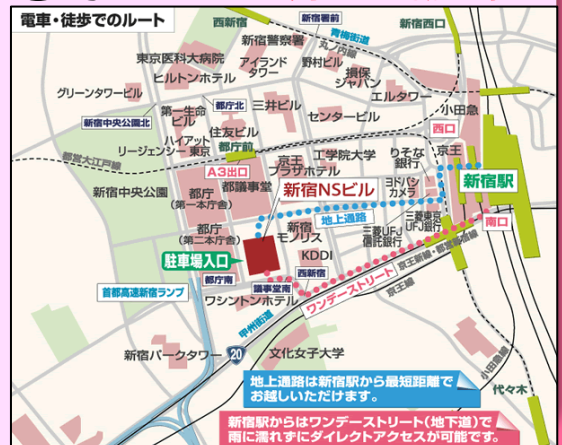 電車・徒歩でのルート
西新宿
新宿署前
新宿警察署
青梅街道
新宿西口
丸ノ内線
東京医科大病院
アイランド
タワー
野村ビル
損保
ジャパン
ヒルトンホテル
グリーンタワービル
エルタワー
小田急
第一生命
ビル
都庁北
三井ビル
センタービル
新宿中央公園北
住友ビル
西口
ハイアット
リージェンシー 東京
都庁前
京王
都営大江戸線
A3出口
京王
プラザホテル
工学院大学
りそな
銀行
新宿駅
新宿中央公園
都庁
(第一本庁舎)
都議事堂
新宿NSビル
ヨドバシ
カメラ
地上通路
三菱東京
UFJ銀行
南口
都庁
(第二本庁舎)
新宿
モノリス
三菱UFJ
信託銀行
駐車場入口
KDDI
西新宿
京王新線・都営新宿線
都庁南
議事堂南
ワンデーストリート
京王線
首都高速新宿ランプ
ワシントンホテル
甲州街道
小田急線
新宿パークタワー
20
文化女子大学
代々木
地上通路は新宿駅から最短距離で
お越しいただけます。
新宿駅からはワンデーストリート(地下道)で
雨に濡れずにダイレクトアクセスが可能です。